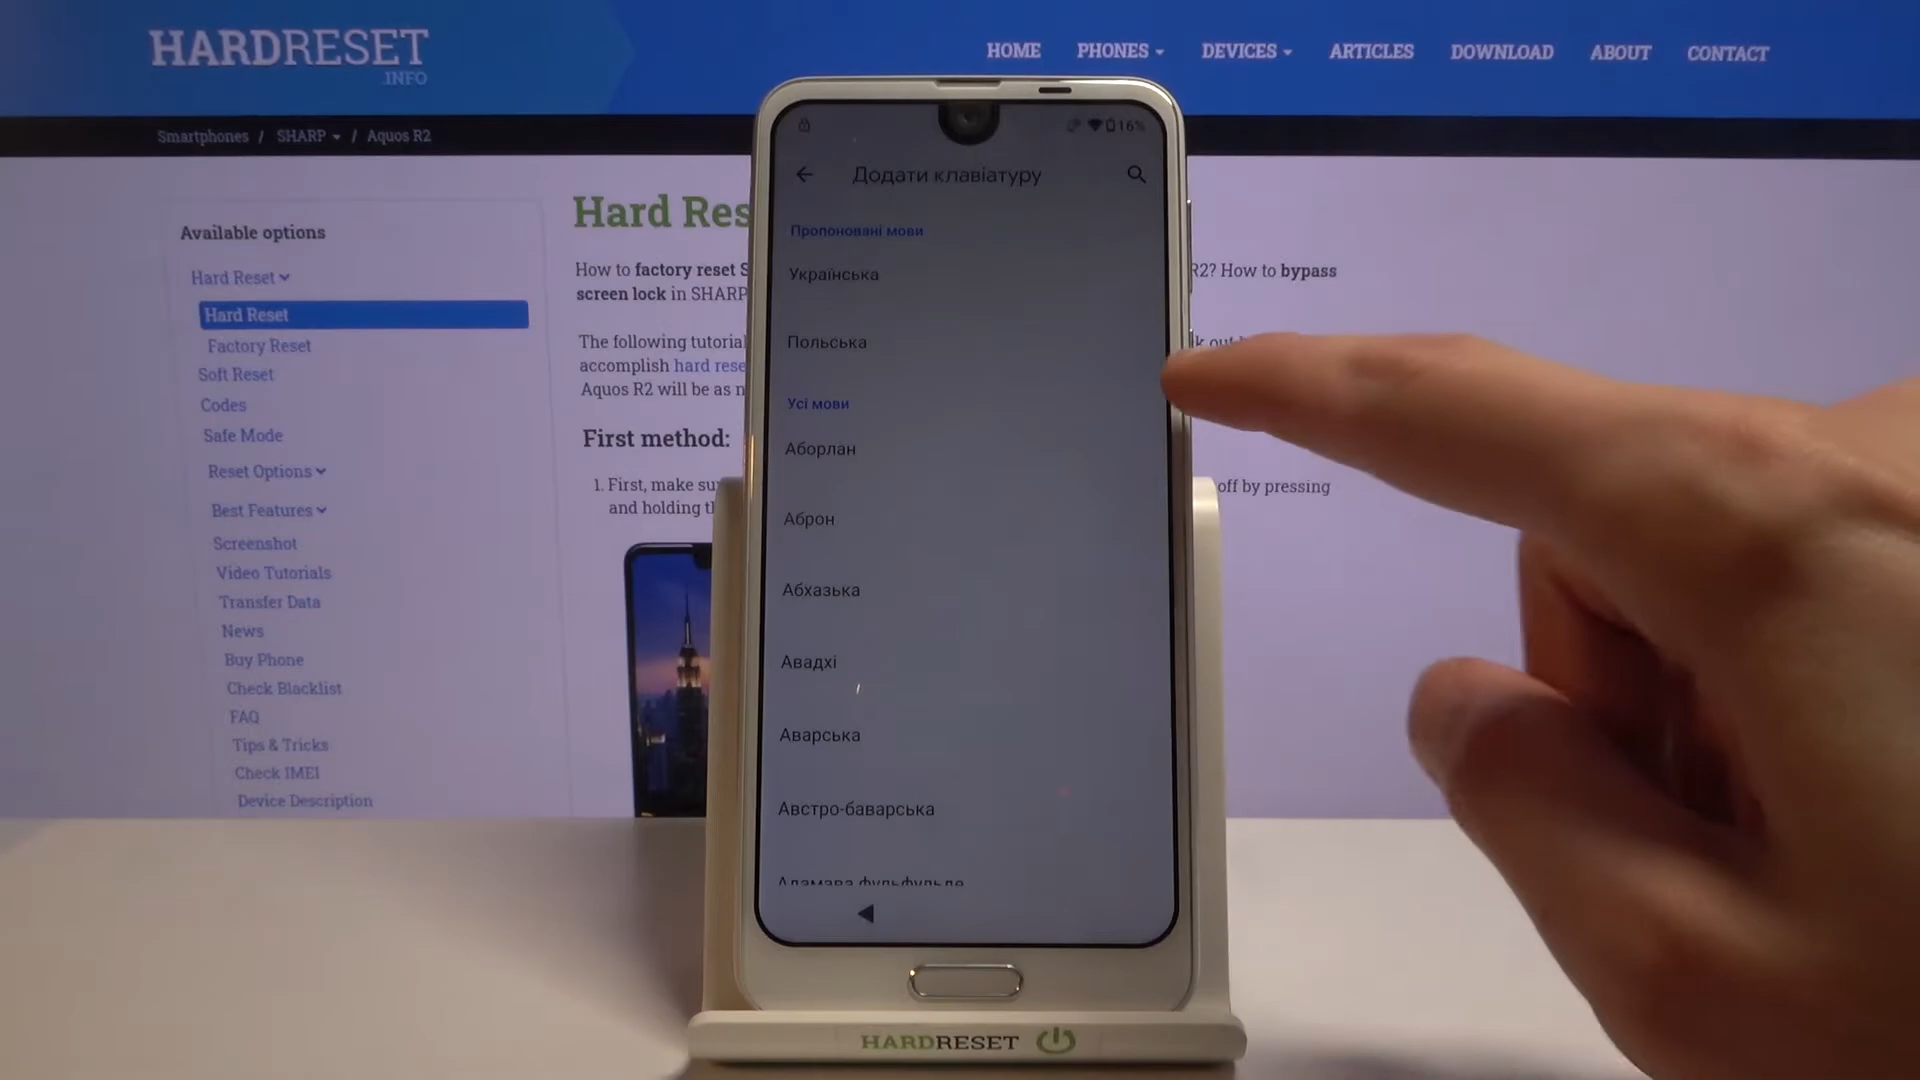 HARDRESET
.INFO
HOME PHONES DEVICES ARTICLES DOWNLOAD ABOUT CONTACT
Smartphones / SHARP / Aquos R2
Available options
Hard Reset
Hard Reset
Factory Reset
Soft Reset
Codes
Safe Mode
Reset Options
Best Features
Screenshot
Video Tutorials
Transfer Data
News
Buy Phone
Check Blacklist
FAQ
Tips & Tricks
Check IMEI
Device Description
Hard Res
How to factory reset S
R2? How to bypass
screen lock in SHARP
The following tutorial
k out
accomplish hard rese
Aquos R2 will be as n
First method:
1. First, make su
off by pressing
and holding t
16%
Додати клавіатуру
Пропоновані мови
Українська
Польська
Усі мови
Аборлан
Аброн
Абхазька
Авадхі
Аварська
Австро-баварська
Адамава фульфульде
HARDRESET